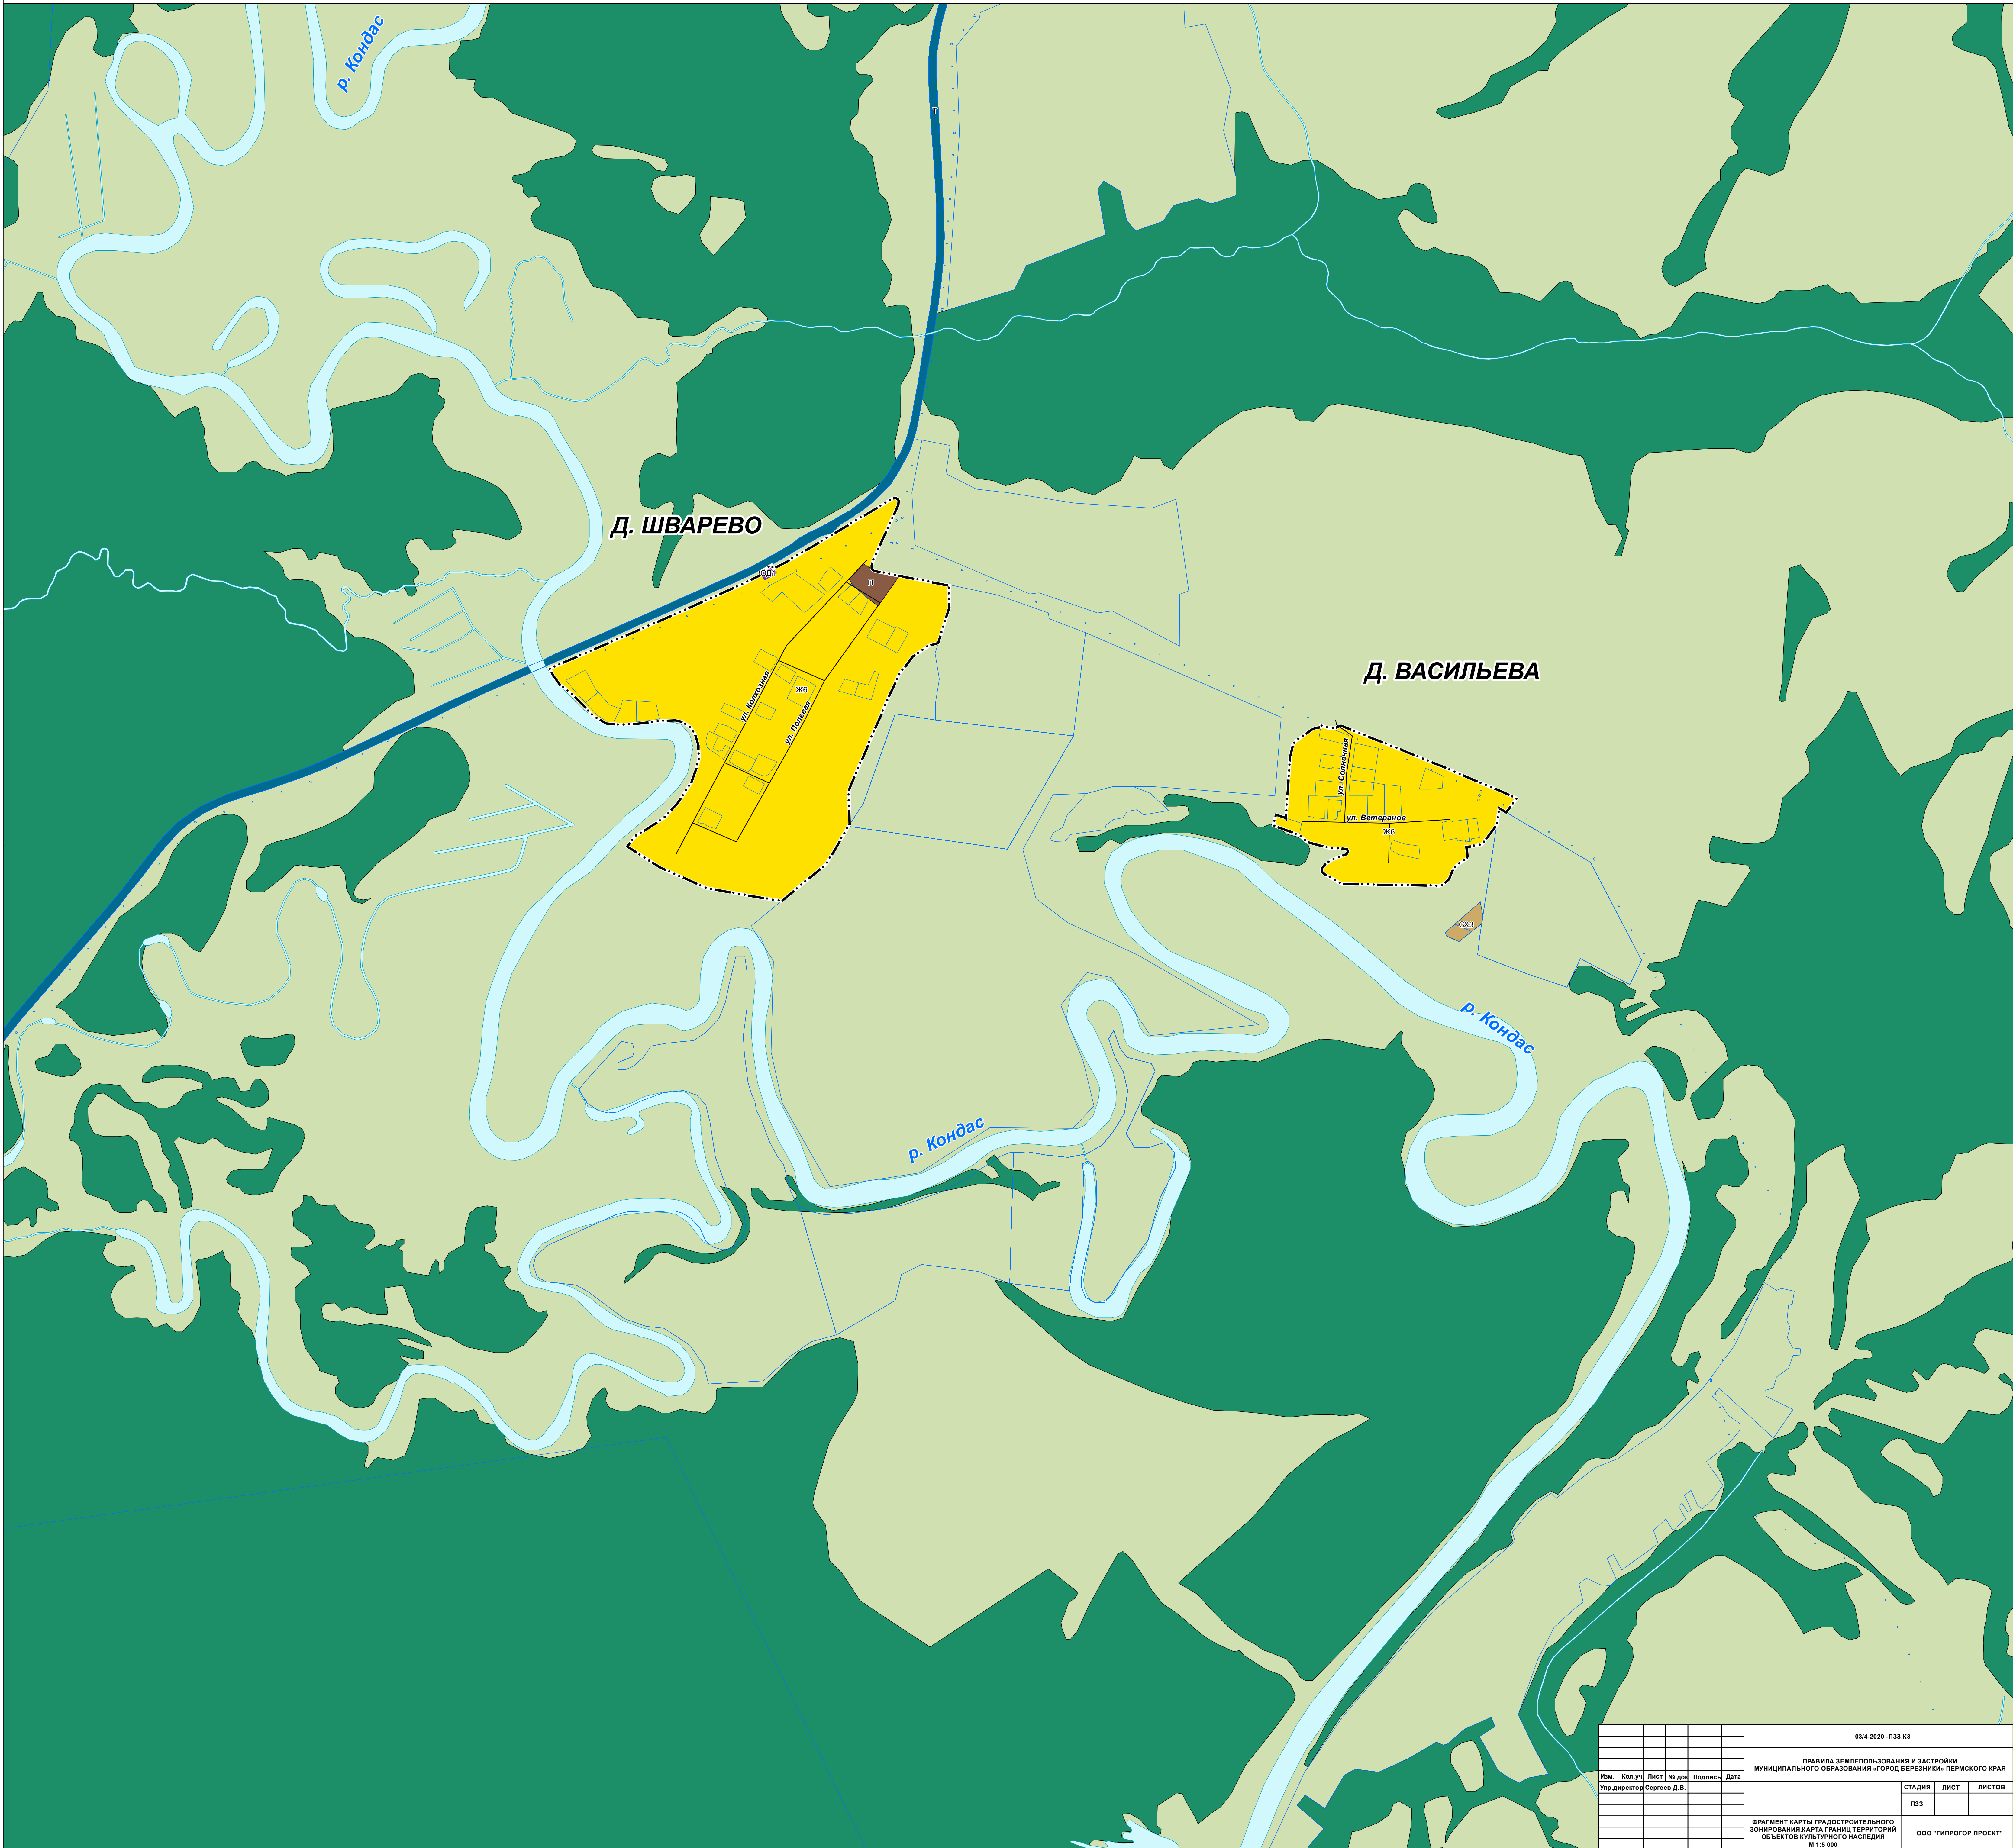 р. Кондас
Т
Д. ШВАРЕВО
П
Д. ВАСИЛЬЕВА
ул. Колхозная
Ж6
ул. Полевая
ул. Солнечная
ул. Ветеранов
Ж6
СХ3
р. Кондас
р. Кондас
03/4-2020 -ПЗЗ.КЗ
ПРАВИЛА ЗЕМЛЕПОЛЬЗОВАНИЯ И ЗАСТРОЙКИ
МУНИЦИПАЛЬНОГО ОБРАЗОВАНИЯ «ГОРОД БЕРЕЗНИКИ» ПЕРМСКОГО КРАЯ
Изм. Кол.уч Лист № док Подпись Дата
Упр.директор Сергеев Д.В.
СТАДИЯ ЛИСТ ЛИСТОВ
ПЗЗ
ФРАГМЕНТ КАРТЫ ГРАДОСТРОИТЕЛЬНОГО
ЗОНИРОВАНИЯ.КАРТА ГРАНИЦ ТЕРРИТОРИЙ
ОБЪЕКТОВ КУЛЬТУРНОГО НАСЛЕДИЯ
М 1:5 000
ООО "ГИПРОГОР ПРОЕКТ"